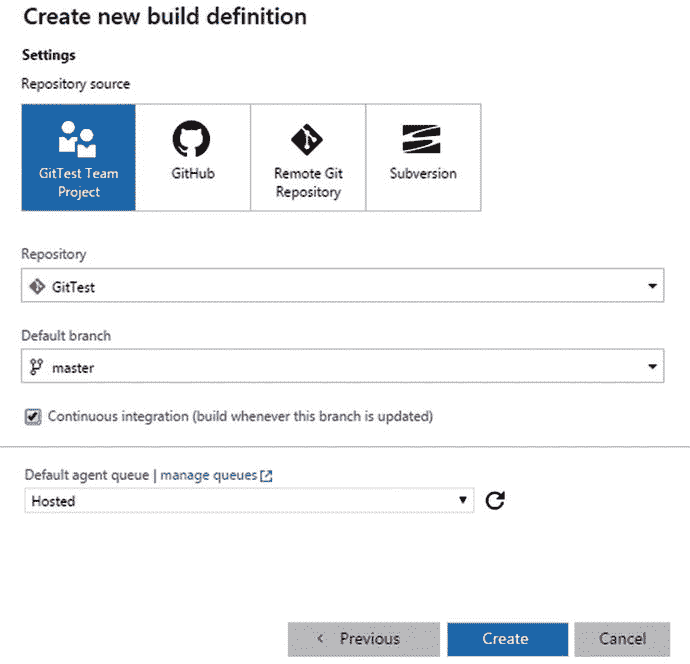 Create new build definition
Settings
Repository source
GitTest Team
Project
GitHub
Remote Git
Repository
Subversion
Repository
GitTest
Default branch
master
Continuous integration (build whenever this branch is updated)
Default agent queue | manage queues
Hosted
< Previous
Create
Cancel